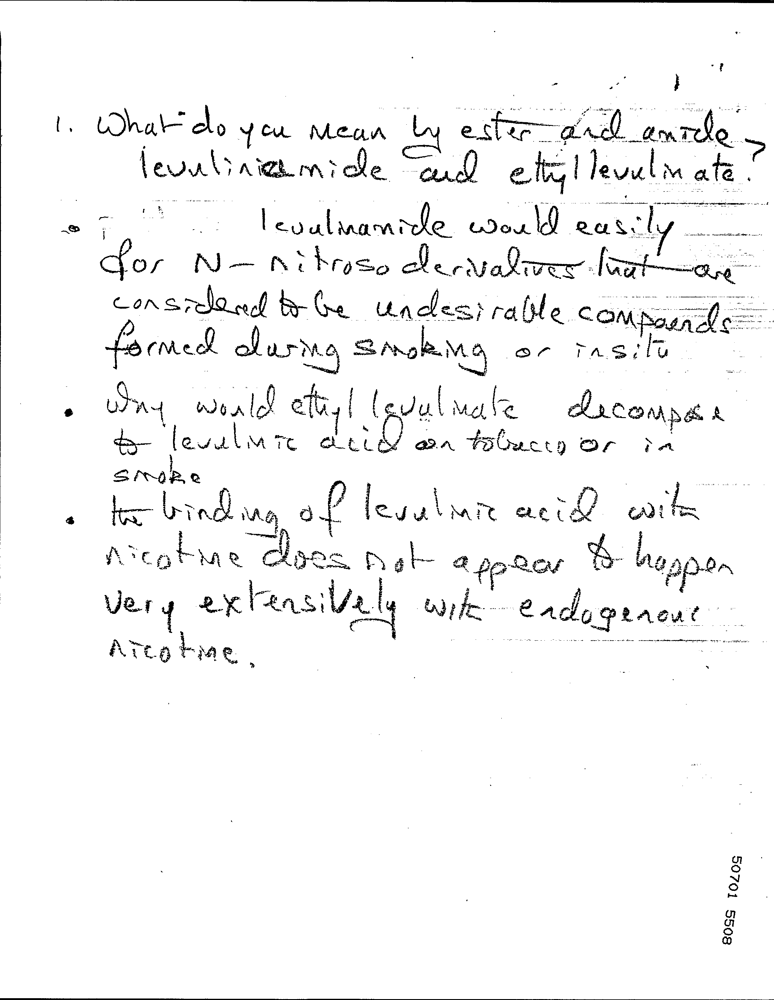 1. What do you mean by ester and amide,
levuliniamide and ethyl levulinate?
• levulinamide would easily
for N-nitroso derivatives that are
considered to be undesirable compounds
formed during smoking or insitu
• Why would ethyl levulinate decompose
to levulinic acid on tobacco or in
smoke
• the binding of levulinic acid with
nicotine does not appear to happen
very extensively with endogenous
nicotine.
50701 5508